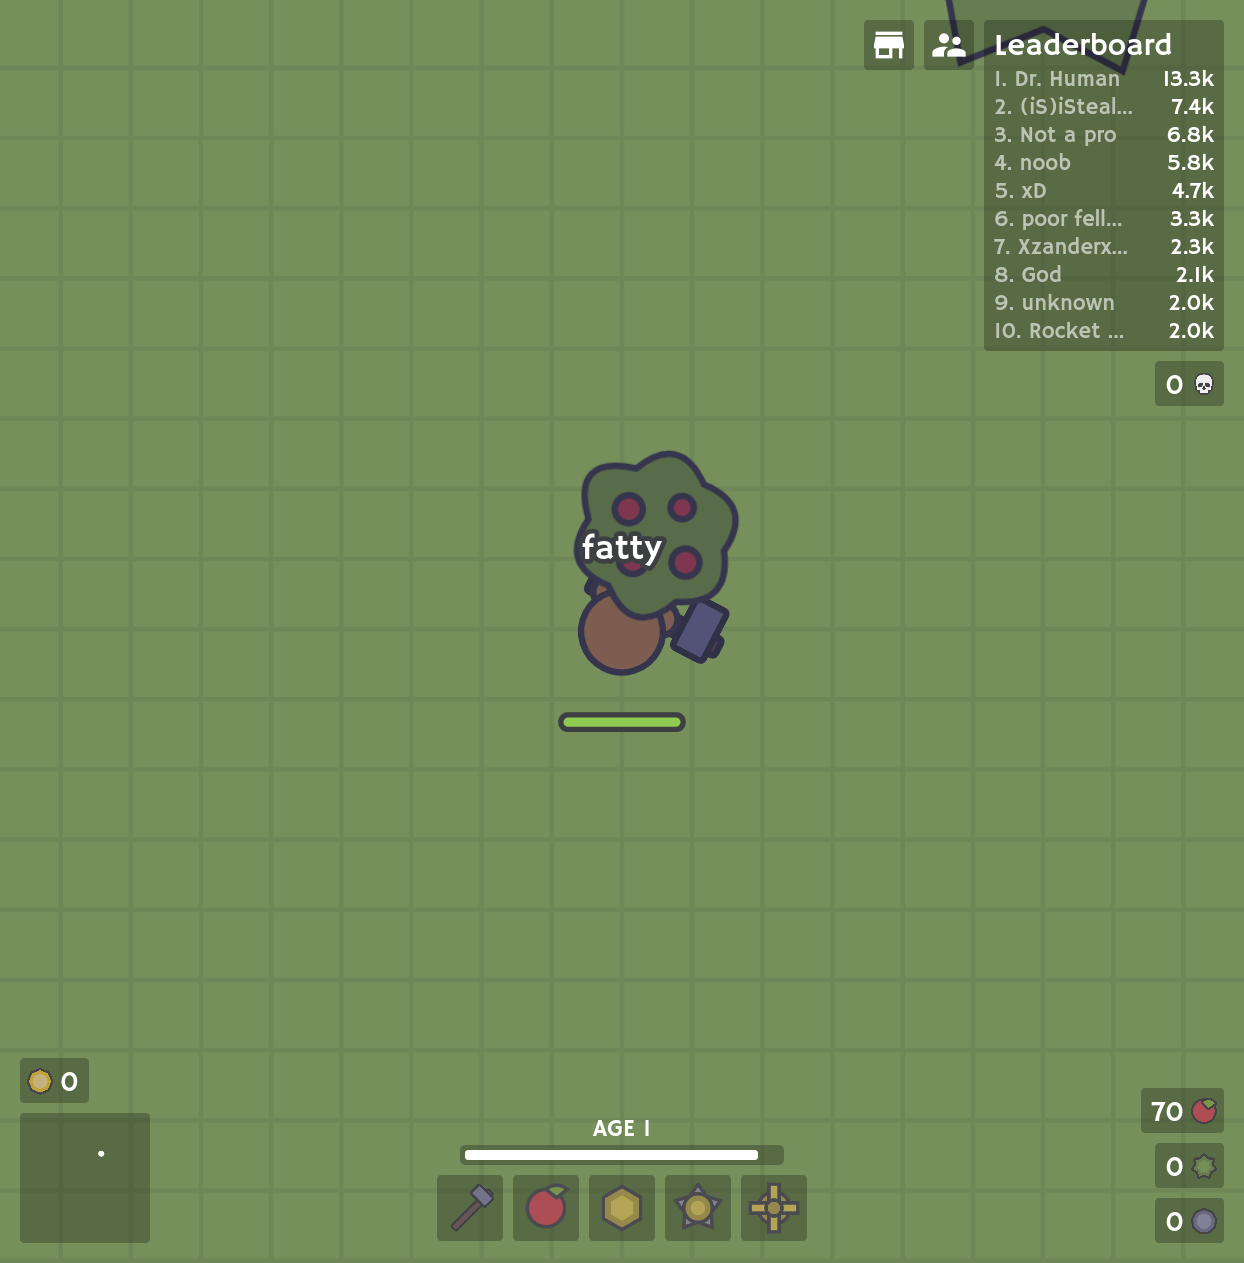 Leaderboard
1. Dr. Human 13.3k
2. (iS)iSteal... 7.4k
3. Not a pro 6.8k
4. noob 5.8k
5. xD 4.7k
6. poor fell... 3.3k
7. Xzanderx... 2.3k
8. God 2.1k
9. unknown 2.0k
10. Rocket ... 2.0k
0
fatty
0
70
AGE 1
0
0